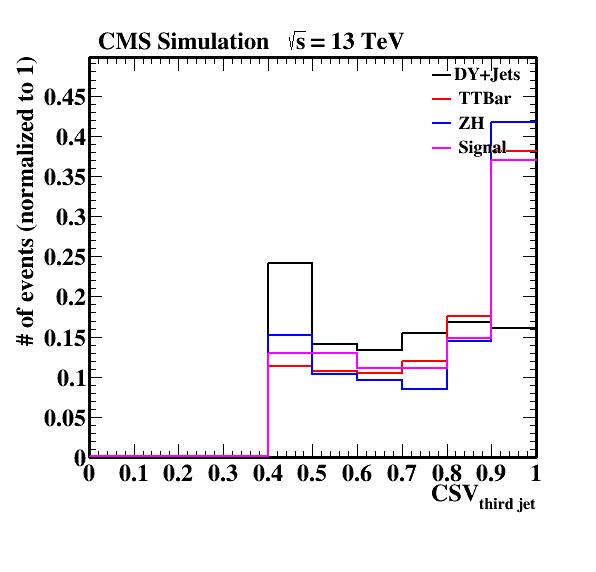 CMS Simulation √s = 13 TeV
# of events (normalized to 1)
DY+Jets
TTBar
ZH
Signal
0.45
0.4
0.35
0.3
0.25
0.2
0.15
0.1
0.05
0
0 0.1 0.2 0.3 0.4 0.5 0.6 0.7 0.8 0.9 1
CSV third jet